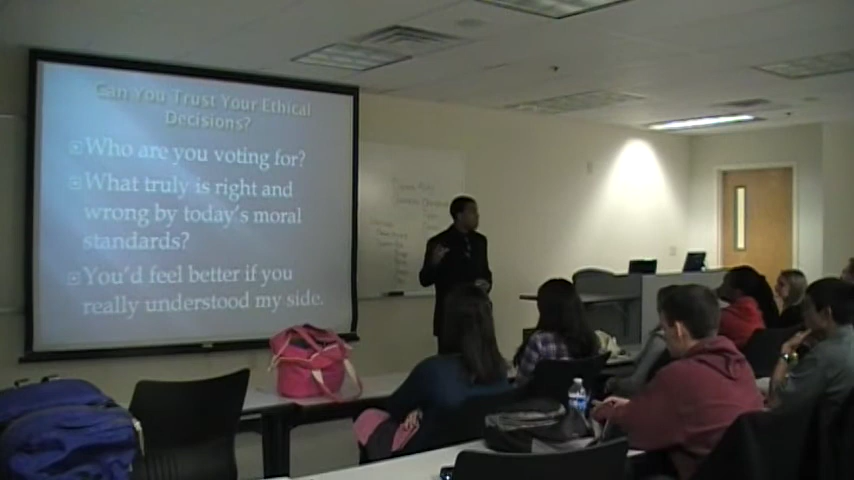 Can You Trust Your Ethical
Decisions?
Who are you voting for?
What truly is right and
wrong by today's moral
standards?
You'd feel better if you
really understood my side.